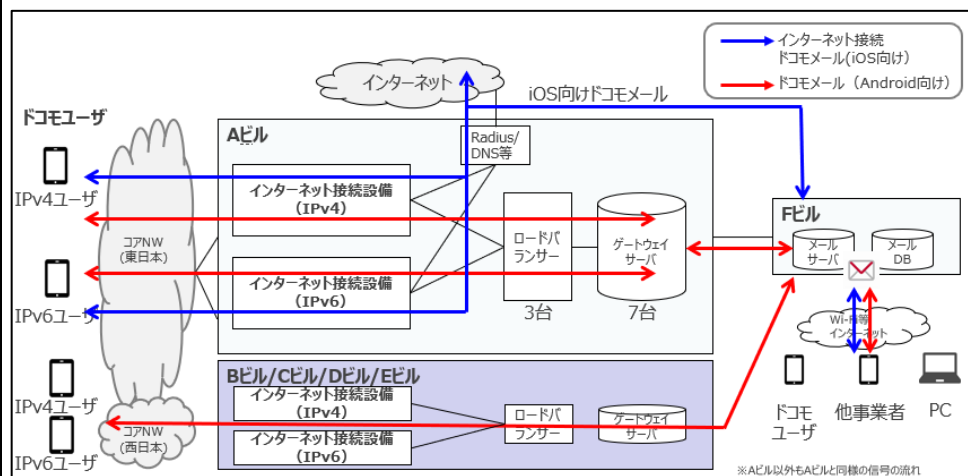 インターネット接続
ドコモメール(iOS向け)
ドコモメール（Android向け）
インターネット
iOS向けドコモメール
ドコモユーザ
Aビル
Radius/
DNS等
IPv4ユーザ
インターネット接続設備
(IPv4)
Fビル
コアNW
(東日本)
ロードバ
ランサー
ゲートウェイ
サーバ
メール
サーバ
メール
DB
インターネット接続設備
(IPv6)
IPv6ユーザ
3台
7台
Wi-Fi等
インターネット
Bビル/Cビル/Dビル/Eビル
インターネット接続設備
(IPv4)
IPv4ユーザ
ロードバ
ランサー
ゲートウェイ
サーバ
ドコモ
ユーザ
他事業者
PC
コアNW
(西日本)
インターネット接続設備
(IPv6)
IPv6ユーザ
※Aビル以外もAビルと同様の信号の流れ